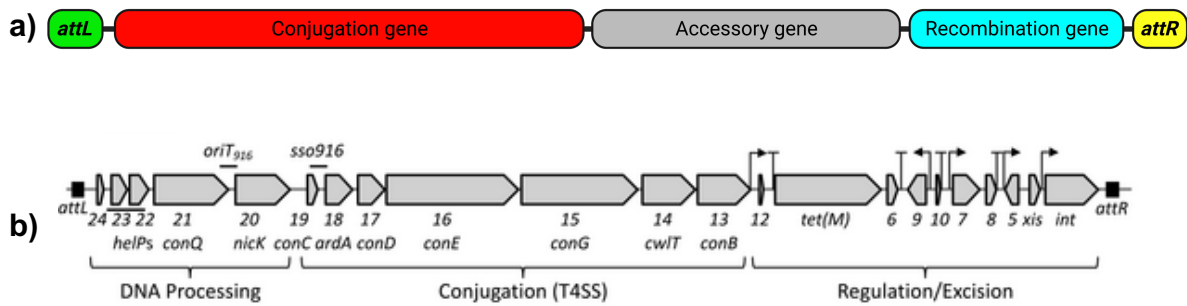 a) attL Conjugation gene Accessory gene Recombination gene attR
oriT916 sso916
attL attR
24 23 22 21 20 19 18 17 16 15 14 13 12 tet(M) 6 9 10 7 8 5 xis int
b) helPs conQ nicK conC ardA conD conE conG cwlT conB
DNA Processing Conjugation (T4SS) Regulation/Excision